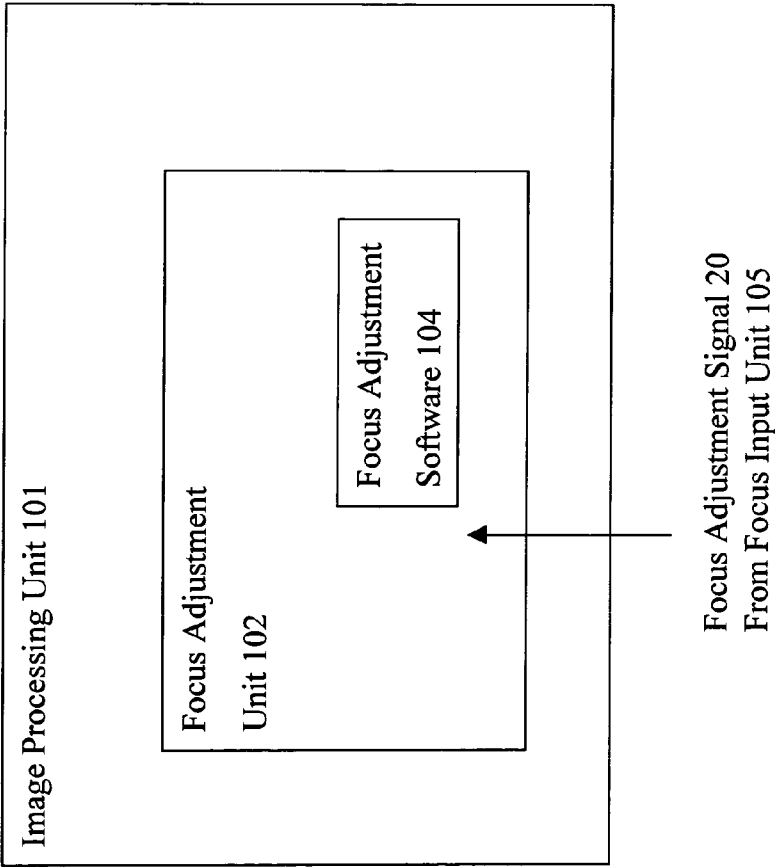 Image Processing Unit 101
Focus Adjustment
Unit 102
Focus Adjustment
Software 104
Focus Adjustment Signal 20
From Focus Input Unit 105